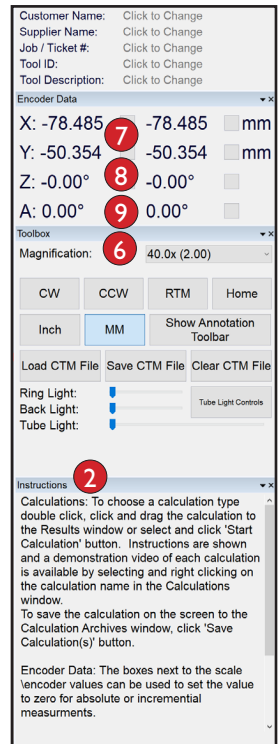 Customer Name: Click to Change
Supplier Name: Click to Change
Job / Ticket #: Click to Change
Tool ID: Click to Change
Tool Description: Click to Change
Encoder Data
X: -78.485 -78.485 mm
7
Y: -50.354 -50.354 mm
Z: -0.00° 8 -0.00°
A: 0.00° 9 0.00°
Toolbox
Magnification: 6 40.0x (2.00)
CW CCW RTM Home
Inch MM Show Annotation
Toolbar
Load CTM File Save CTM File Clear CTM File
Ring Light:
Back Light: Tube Light Controls
Tube Light:
2
Instructions
Calculations: To choose a calculation type
double click, click and drag the calculation to
the Results window or select and click 'Start
Calculation' button. Instructions are shown
and a demonstration video of each calculation
is available by selecting and right clicking on
the calculation name in the Calculations
window.
To save the calculation on the screen to the
Calculation Archives window, click 'Save
Calculation(s)' button.
Encoder Data: The boxes next to the scale
\encoder values can be used to set the value
to zero for absolute or incremential
measurments.